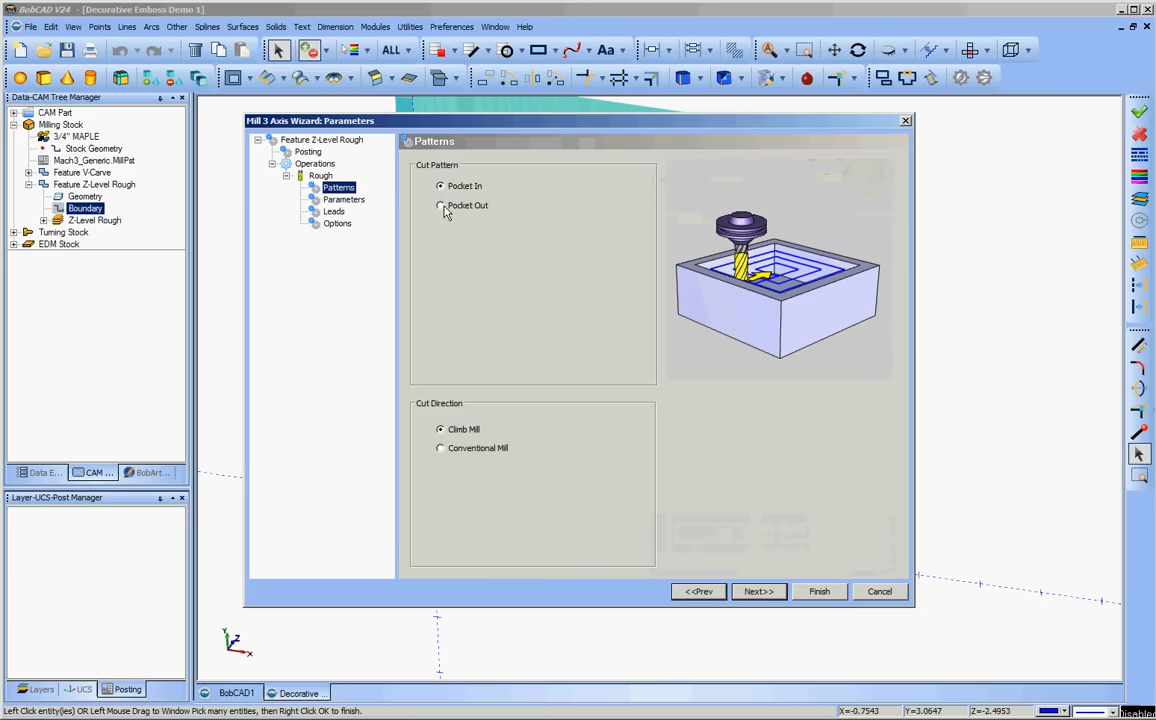 BobCAD V24 - [Decorative Emboss Demo 1]
File Edit View Points Lines Arcs Other Splines Surfaces Solids Text Dimension Modules Utilities Preferences Window Help
ALL Aa
Data-CAM Tree Manager
CAM Part
Milling Stock
3/4" MAPLE
Stock Geometry
Mach3_Generic.MillPst
Feature V-Carve
Feature Z-Level Rough
Geometry
Boundary
Z-Level Rough
Turning Stock
EDM Stock
Data E... CAM ... BobArt...
Layer-UCS-Post Manager
Layers UCS Posting
Mill 3 Axis Wizard: Parameters
Feature Z-Level Rough
Posting
Operations
Rough
Patterns
Parameters
Leads
Options
Patterns
Cut Pattern
Pocket In
Pocket Out
Cut Direction
Climb Mill
Conventional Mill
<<Prev Next>> Finish Cancel
Y Z X
BobCAD1 Decorative ...
Left Click entity(ies) OR Left Mouse Drag to Window Pick many entities, then Right Click OK to finish.
X=-0.7543 Y=3.0647 Z=-2.4953
Disabled